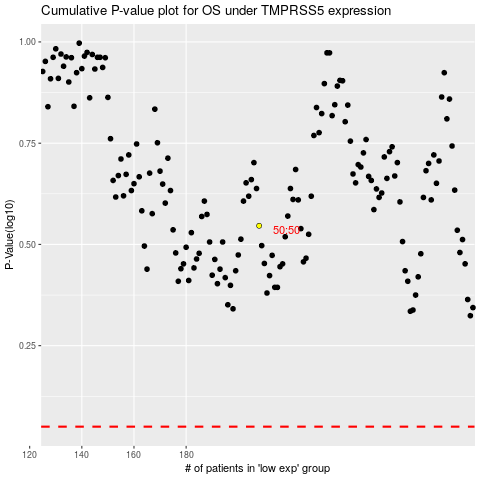 Cumulative P-value plot for OS under TMPRSS5 expression
P-Value(log10)
1.00
0.75
0.50
0.25
50:50
120 140 160 180
# of patients in 'low exp' group